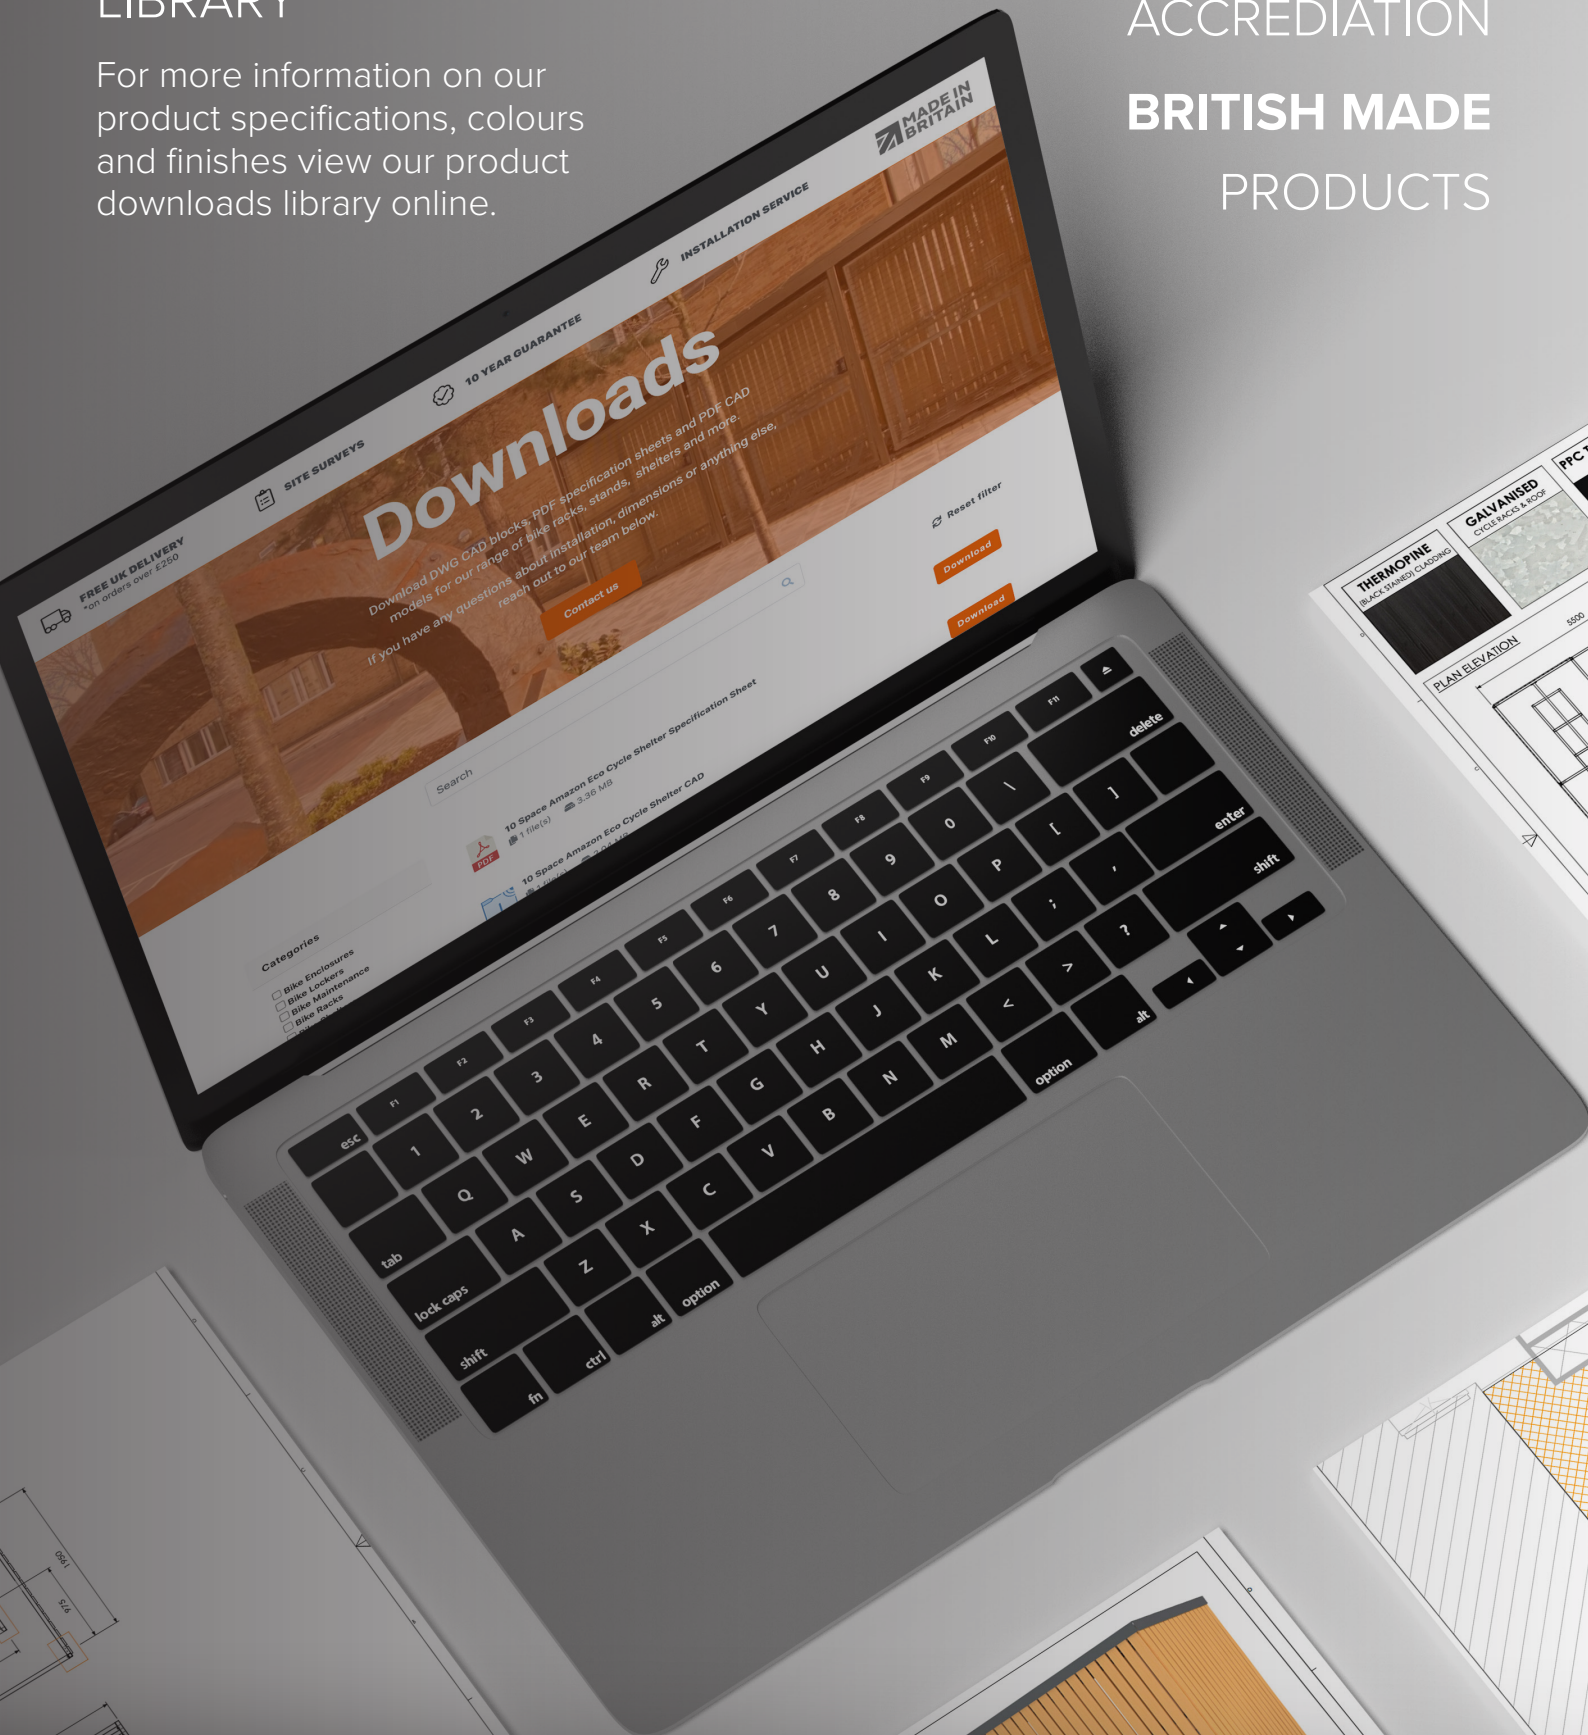 LIBRARY
For more information on our
product specifications, colours
and finishes view our product
downloads library online.
ACCREDIATION
BRITISH MADE
PRODUCTS
FREE UK DELIVERY
*on orders over £250
SITE SURVEYS
10 YEAR GUARANTEE
INSTALLATION SERVICE
MADE IN
BRITAIN
Downloads
Download DWG CAD blocks, PDF specification sheets and PDF CAD
models for our range of bike racks, stands, shelters and more.
If you have any questions about installation, dimensions or anything else,
reach out to our team below.
Contact us
Search
Reset filter
Download
Download
PDF
10 Space Amazon Eco Cycle Shelter Specification Sheet
1 file(s) 3.36 MB
10 Space Amazon Eco Cycle Shelter CAD
Categories
Bike Enclosures
Bike Lockers
Bike Maintenance
Bike Racks
esc F1 F2 F3 F4 F5 F6 F7 F8 F9 F10 F11
1 2 3 4 5 6 7 8 9 0 \ delete
tab Q W E R T Y U I O P [ ]
lock caps A S D F G H J K L ; , enter
shift Z X C V B N M < > ? shift
fn ctrl alt option option alt
THERMOPINE
(BLACK STAINED) CLADDING
GALVANISED
CYCLE RACKS & ROOF
PPC
PLAN ELEVATION
5500
1950
975